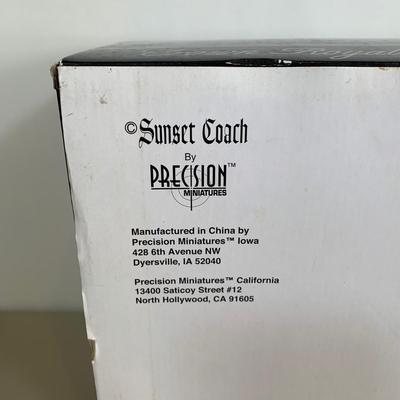 ©Sunset Coach
By
PRECISION™
MINIATURES
Manufactured in China by
Precision Miniatures™ Iowa
428 6th Avenue NW
Dyersville, IA 52040
Precision Miniatures™ California
13400 Saticoy Street #12
North Hollywood, CA 91605